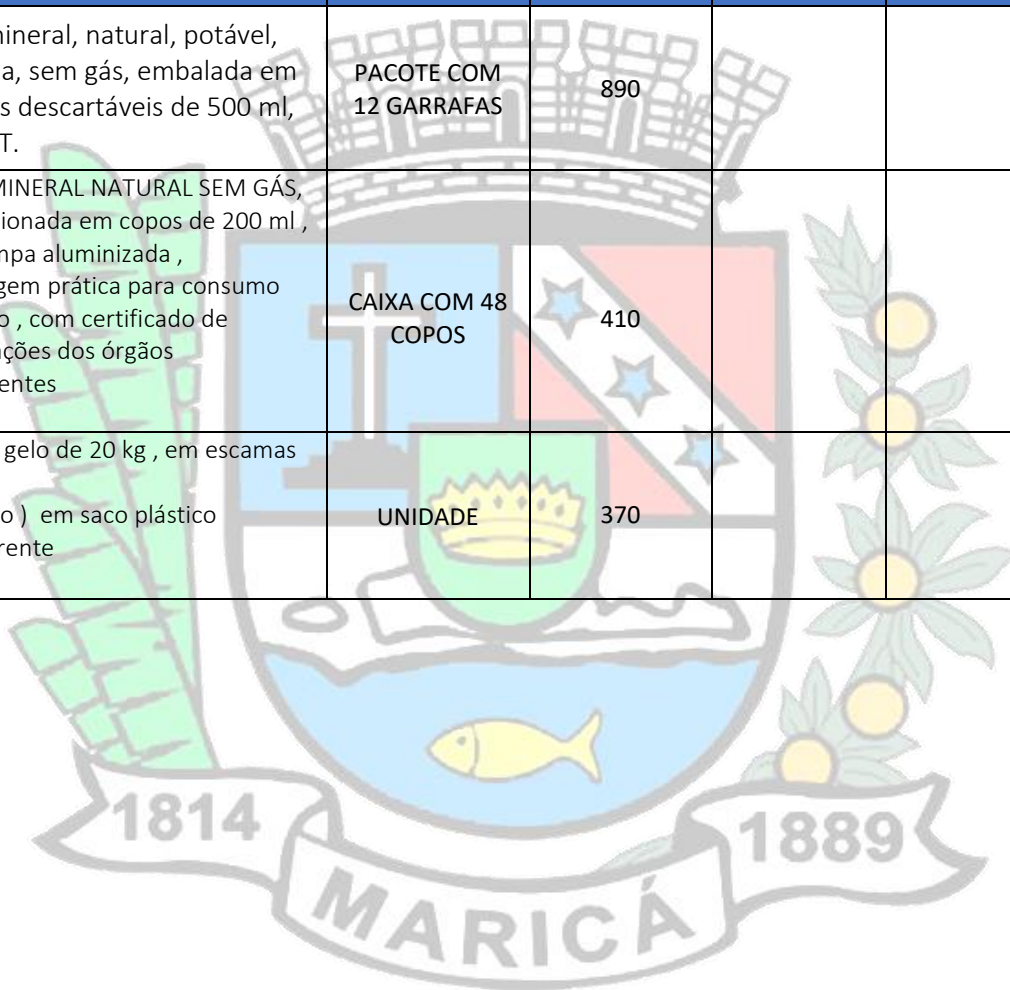 mineral, natural, potável,
a, sem gás, embalada em
s descartáveis de 500 ml,
T.
PACOTE COM
12 GARRAFAS
890
MINERAL NATURAL SEM GÁS,
ionada em copos de 200 ml ,
mpa aluminizada ,
gem prática para consumo
o , com certificado de
ações dos órgãos
entes
CAIXA COM 48
COPOS
410
gelo de 20 kg , em escamas
o ) em saco plástico
rente
UNIDADE
370
1814
1889
MARICÁ